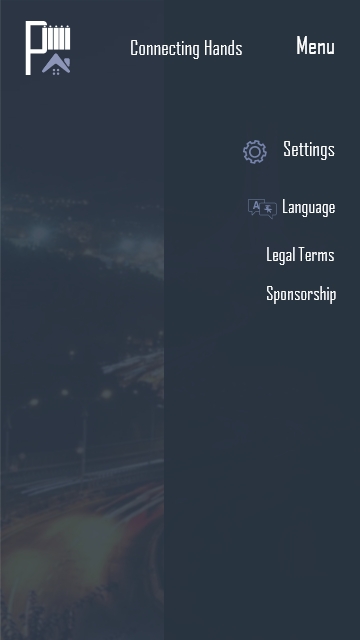 Connecting Hands
Menu
Settings
Language
Legal Terms
Sponsorship